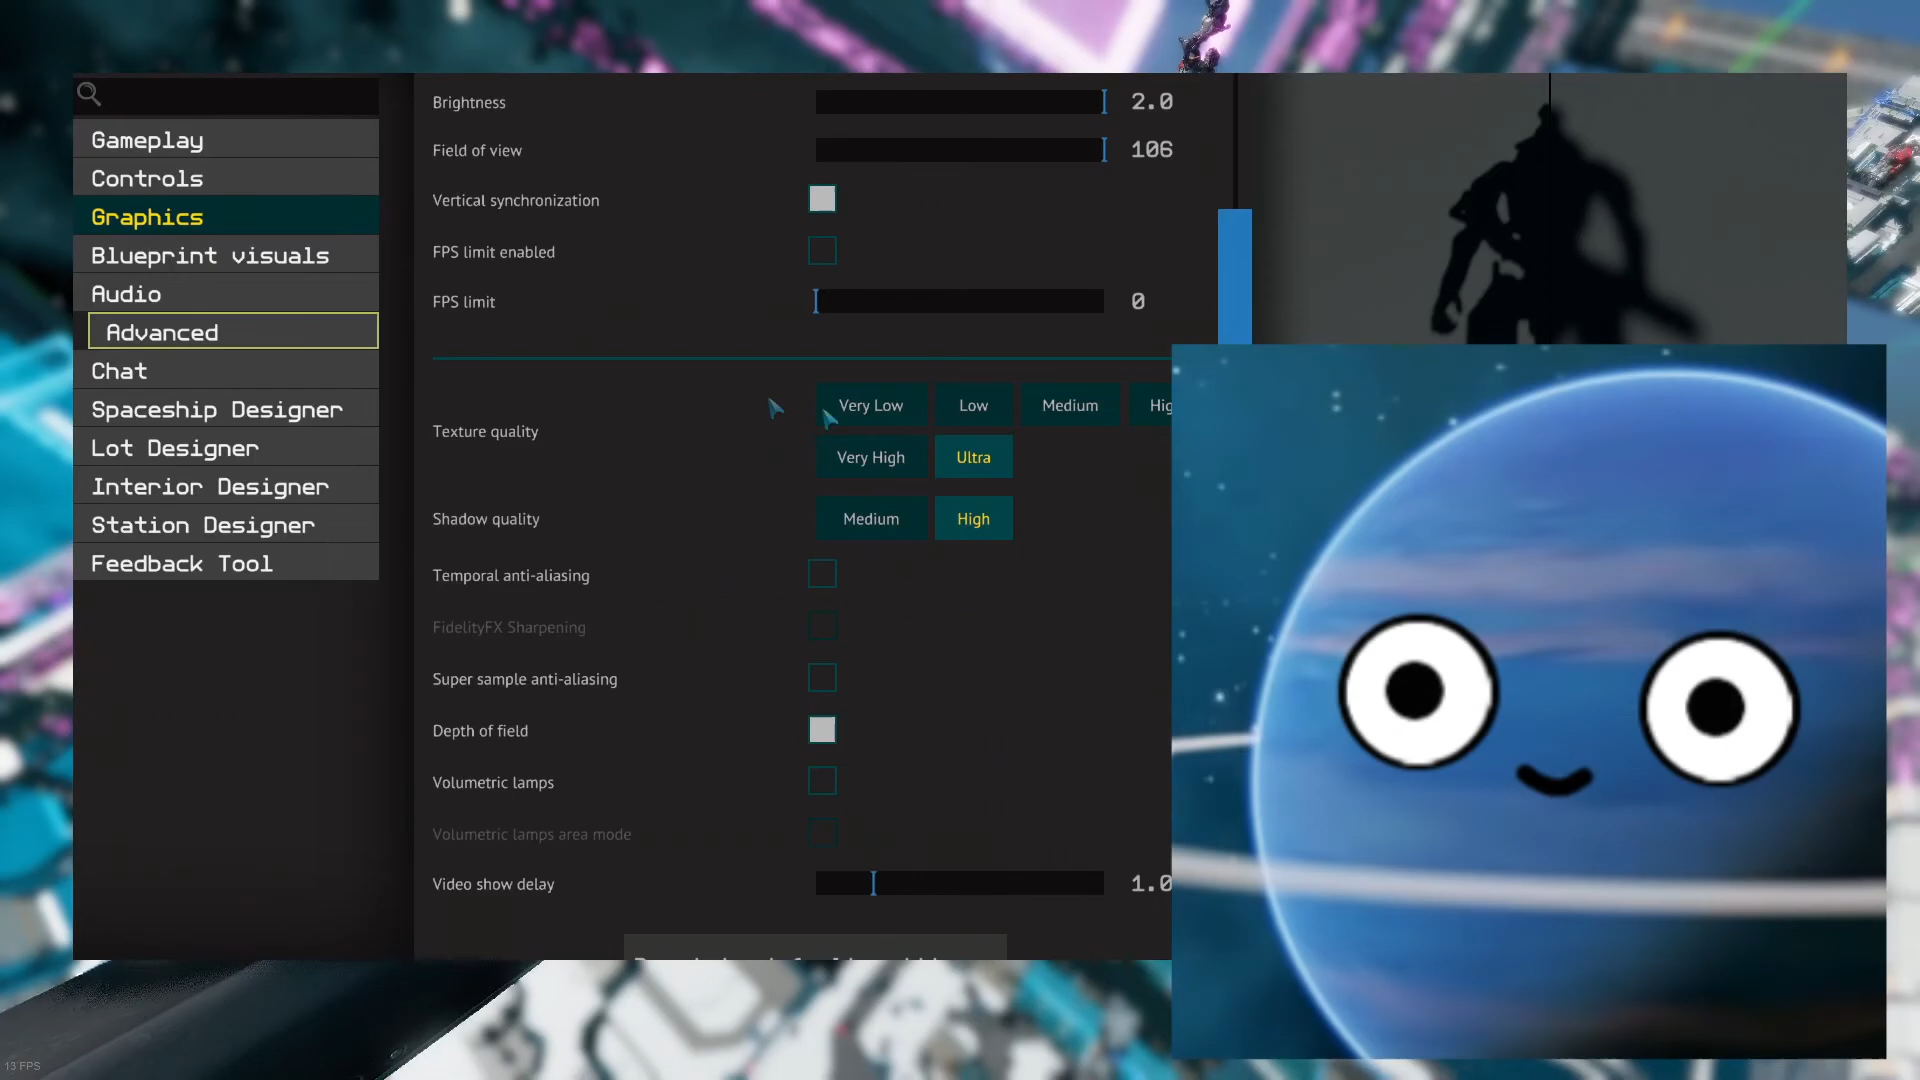 Brightness 2.0
Gameplay
Field of view 106
Controls
Vertical synchronization
Graphics
FPS limit enabled
Blueprint visuals
Audio
FPS limit 0
Advanced
Chat
Texture quality
Very Low Low Medium Hig
Very High Ultra
Spaceship Designer
Lot Designer
Interior Designer
Station Designer
Feedback Tool
Shadow quality
Medium High
Temporal anti-aliasing
FidelityFX Sharpening
Super sample anti-aliasing
Depth of field
Volumetric lamps
Volumetric lamps area mode
Video show delay 1.0
13 FPS